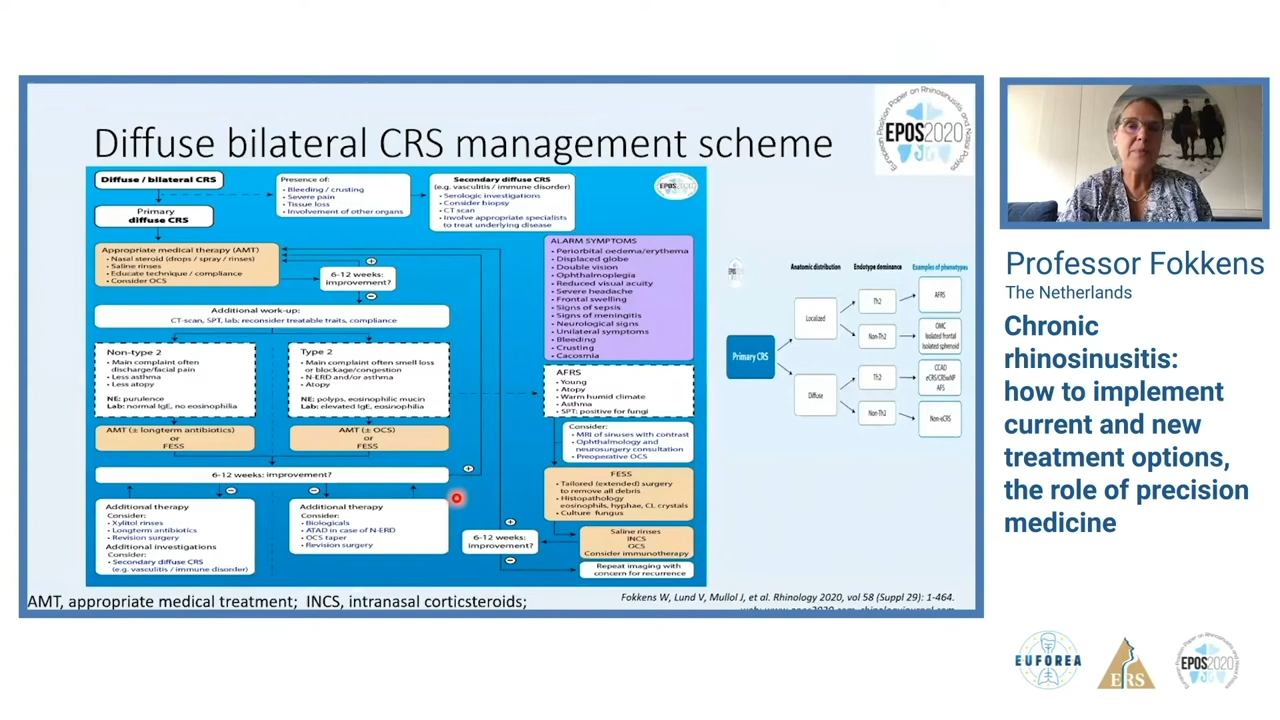 Diffuse bilateral CRS management scheme
EPOS2020
Diffuse / bilateral CRS
Primary
diffuse CRS
Presence of:
• Bleeding / crusting
• Severe pain
• Tissue loss
• Involvement of other organs
Secondary diffuse CRS
(e.g. vasculitis / immune disorder)
• Serologic investigations
• Consider biopsy
• CT scan
• Involve appropriate specialists
to treat underlying disease
Appropriate medical therapy (AMT)
• Nasal steroid (drops / spray / rinses)
• Saline rinses
• Educate technique / compliance
• Consider OCS
6-12 weeks:
improvement?
Additional work-up:
CT-scan, SPT, lab: reconsider treatable traits, compliance
Non-type 2
• Main complaint often
discharge/facial pain
• Less asthma
• Less atopy
NE: purulence
Lab: normal IgE, no eosinophilia
Type 2
• Main complaint often smell loss
or blockage/congestion
• N-ERD and/or asthma
• Atopy
NE: polyps, eosinophilic mucin
Lab: elevated IgE, eosinophilia
AMT (± longterm antibiotics)
or
FESS
AMT (± OCS)
or
FESS
6-12 weeks: improvement?
Additional therapy
Consider:
• Xylitol rinses
• Longterm antibiotics
• Revision surgery
Additional investigations
Consider:
• Secondary diffuse CRS
(e.g. vasculitis / immune disorder)
Additional therapy
Consider:
• Biologicals
• ATAD in case of N-ERD
• OCS taper
• Revision surgery
ALARM SYMPTOMS
• Periorbital oedema/erythema
• Displaced globe
• Double vision
• Ophthalmoplegia
• Reduced visual acuity
• Severe headache
• Frontal swelling
• Signs of sepsis
• Signs of meningitis
• Neurological signs
• Unilateral symptoms
• Bleeding
• Crusting
• Cacosmia
AFRS
• Young
• Atopy
• Warm humid climate
• Asthma
• SPT: positive for fungi
Consider:
• MRI of sinuses with contrast
• Ophthalmology and
neurosurgery consultation
• Preoperative OCS
FESS
• Tailored (extended) surgery
to remove all debris
• Histopathology
eosinophils, hyphae, CL crystals
• Culture fungus
6-12 weeks:
improvement?
Saline rinses
INCS
OCS
Consider immunotherapy
Repeat imaging with
concern for recurrence
Anatomic distribution
Endotype dominance
Examples of phenotypes
Primary CRS
Localized
Diffuse
Th2
Non-Th2
Th2
Non-Th2
AFRS
OMC
Isolated frontal
Isolated sphenoid
CCAD
eCRS/CRSwNP
AFS
Non-eCRS
AMT, appropriate medical treatment; INCS, intranasal corticsteroids;
Fokkens W, Lund V, Mullol J, et al. Rhinology 2020, vol 58 (Suppl 29): 1-464.
Professor Fokkens
The Netherlands
Chronic
rhinosinusitis:
how to implement
current and new
treatment options,
the role of precision
medicine
EUFOREA
ERS
EPOS2020